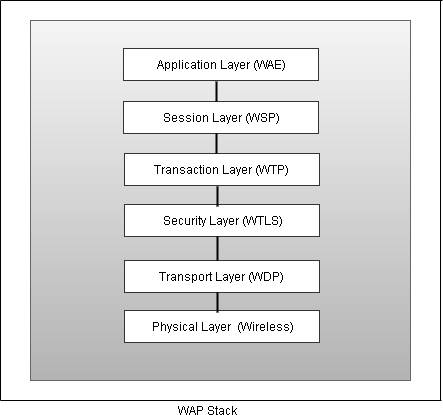 Application Layer (WAE)
Session Layer (WSP)
Transaction Layer (WTP)
Security Layer (WTLS)
Transport Layer (WDP)
Physical Layer  (Wireless)
WAP Stack